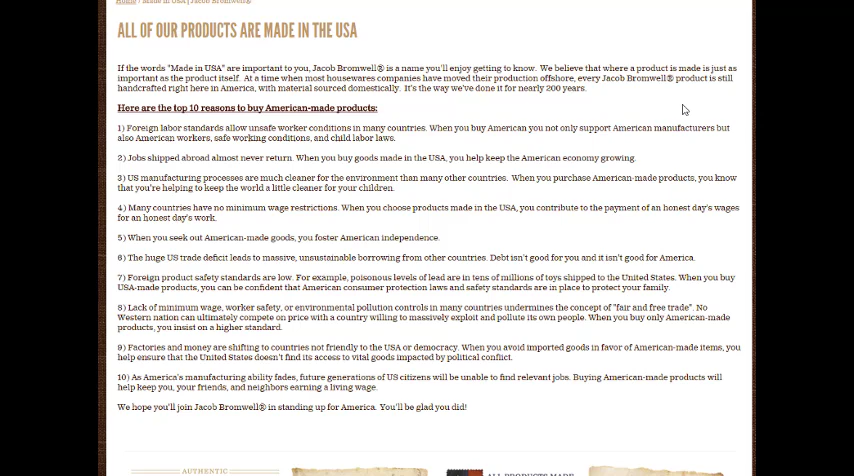 Home / Made in USA | Jacob Bromwell®
ALL OF OUR PRODUCTS ARE MADE IN THE USA
If the words "Made in USA" are important to you, Jacob Bromwell® is a name you'll enjoy getting to know. We believe that where a product is made is just as
important as the product itself. At a time when most housewares companies have moved their production offshore, every Jacob Bromwell® product is still
handcrafted right here in America, with material sourced domestically. It's the way we've done it for nearly 200 years.
Here are the top 10 reasons to buy American-made products:
1) Foreign labor standards allow unsafe worker conditions in many countries. When you buy American you not only support American manufacturers but
also American workers, safe working conditions, and child labor laws.
2) Jobs shipped abroad almost never return. When you buy goods made in the USA, you help keep the American economy growing.
3) US manufacturing processes are much cleaner for the environment than many other countries. When you purchase American-made products, you know
that you're helping to keep the world a little cleaner for your children.
4) Many countries have no minimum wage restrictions. When you choose products made in the USA, you contribute to the payment of an honest day's wages
for an honest day's work.
5) When you seek out American-made goods, you foster American independence.
6) The huge US trade deficit leads to massive, unsustainable borrowing from other countries. Debt isn't good for you and it isn't good for America.
7) Foreign product safety standards are low. For example, poisonous levels of lead are in tens of millions of toys shipped to the United States. When you buy
USA-made products, you can be confident that American consumer protection laws and safety standards are in place to protect your family.
8) Lack of minimum wage, worker safety, or environmental pollution controls in many countries undermines the concept of "fair and free trade". No
Western nation can ultimately compete on price with a country willing to massively exploit and pollute its own people. When you buy only American-made
products, you insist on a higher standard.
9) Factories and money are shifting to countries not friendly to the USA or democracy. When you avoid imported goods in favor of American-made items, you
help ensure that the United States doesn't find its access to vital goods impacted by political conflict.
10) As America's manufacturing ability fades, future generations of US citizens will be unable to find relevant jobs. Buying American-made products will
help keep you, your friends, and neighbors earning a living wage.
We hope you'll join Jacob Bromwell® in standing up for America. You'll be glad you did!
AUTHENTIC
ALL PRODUCTS MADE